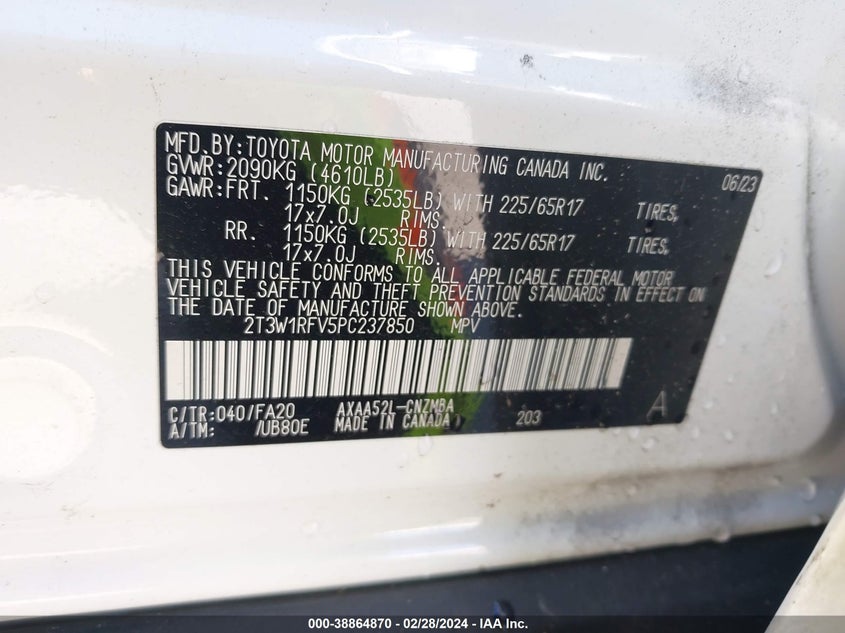 MFD.BY:TOYOTA MOTOR MANUFACTURING CANADA INC. 06/23
GVWR:2090KG (4610LB)
GAWR:FRT. 1150KG (2535LB) WITH 225/65R17 TIRES,
17x7.0J RIMS.
RR. 1150KG (2535LB) WITH 225/65R17 TIRES,
17x7.0J RIMS.
THIS VEHICLE CONFORMS TO ALL APPLICABLE FEDERAL MOTOR
VEHICLE SAFETY AND THEFT PREVENTION STANDARDS IN EFFECT ON
THE DATE OF MANUFACTURE SHOWN ABOVE.
2T3W1RFV5PC237850 MPV
C/TR:040/FA20 AXAA52L-CNZMBA 203 A
A/TM: /UB80E MADE IN CANADA
000-38864870 / 02/28/2024 - IAA Inc.